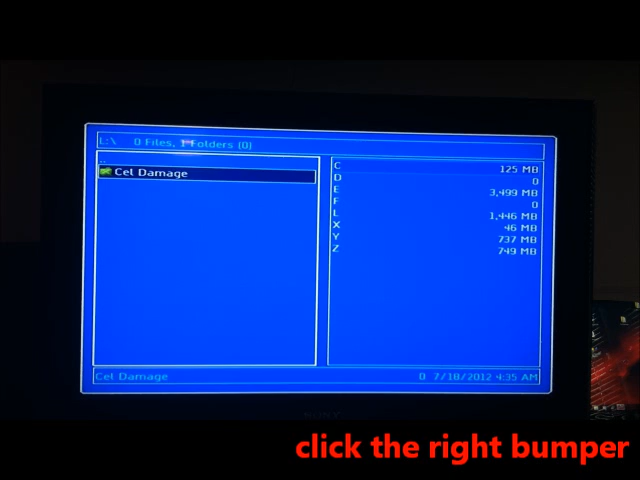 L:\ 0 Files, 1 Folders (0)
..
Cel Damage
C 125 MB
D 0
E 3,499 MB
F 0
L 1,446 MB
X 46 MB
Y 737 MB
Z 749 MB
Cel Damage 0 7/18/2012 4:35 AM
SONY
click the right bumper